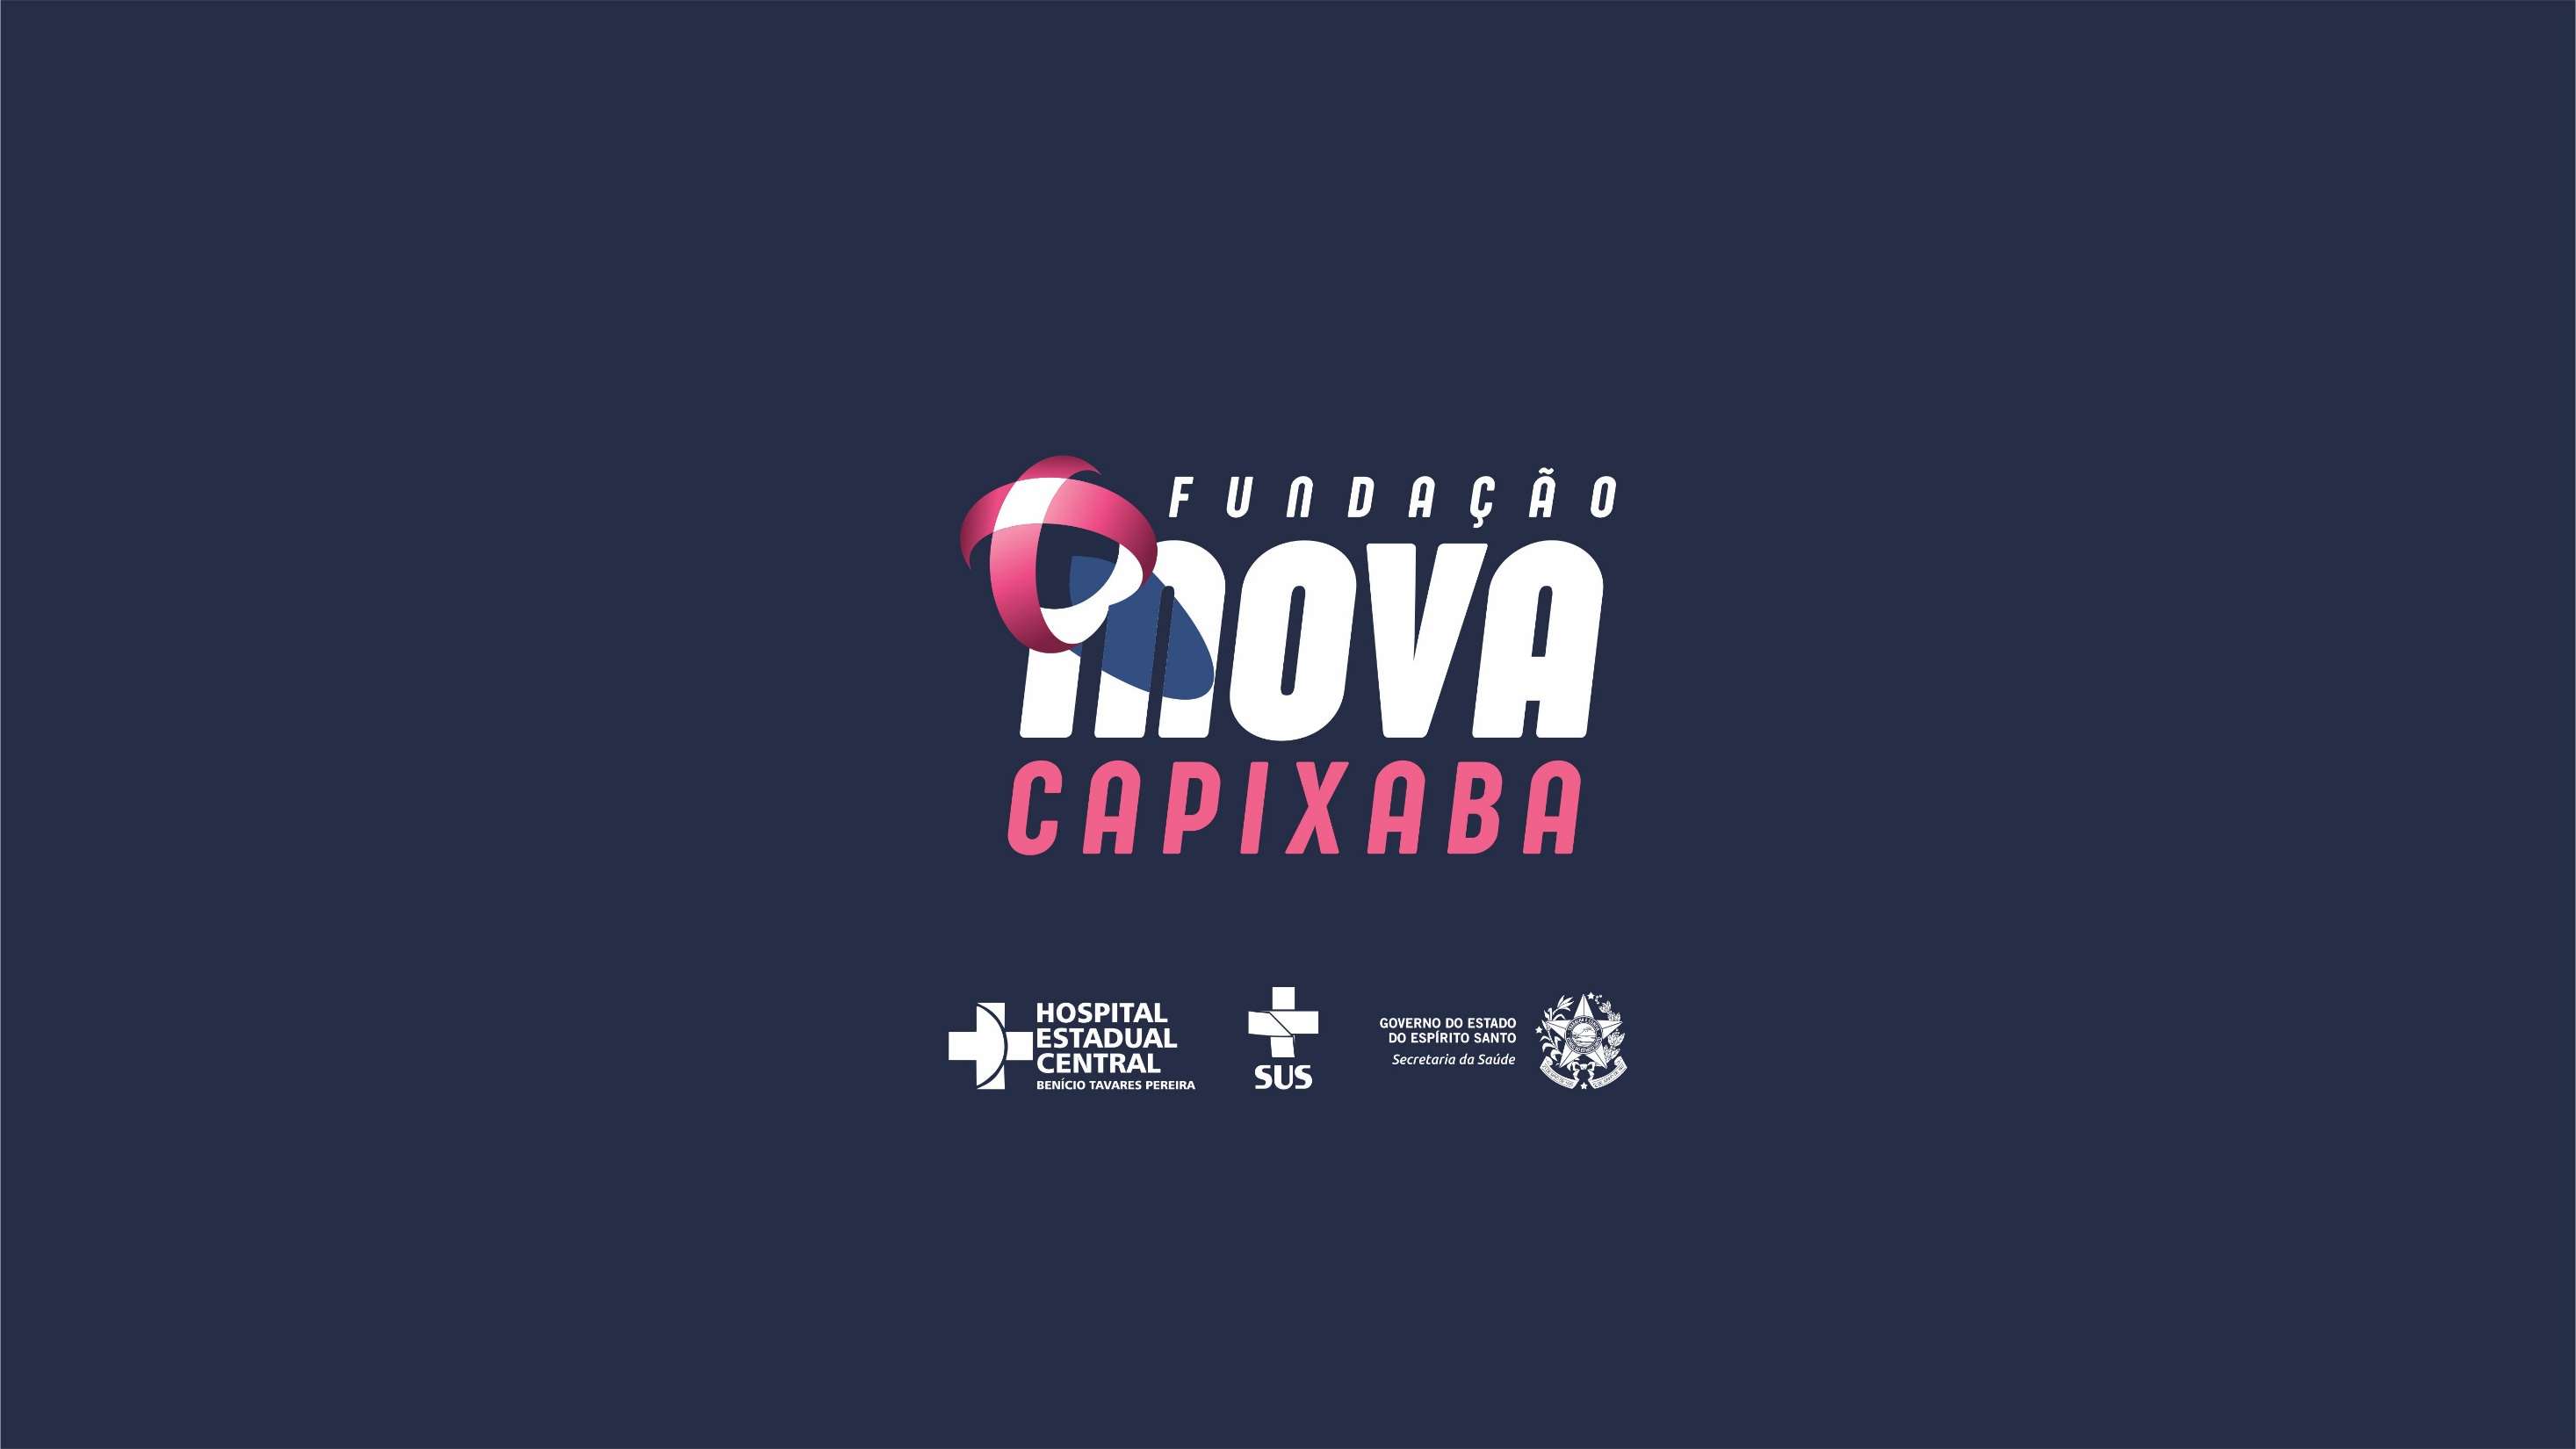 FUNDAÇÃO
iNOVA
CAPIXABA
HOSPITAL
ESTADUAL
CENTRAL
BENÍCIO TAVARES PEREIRA
SUS
GOVERNO DO ESTADO
DO ESPÍRITO SANTO
Secretaria da Saúde